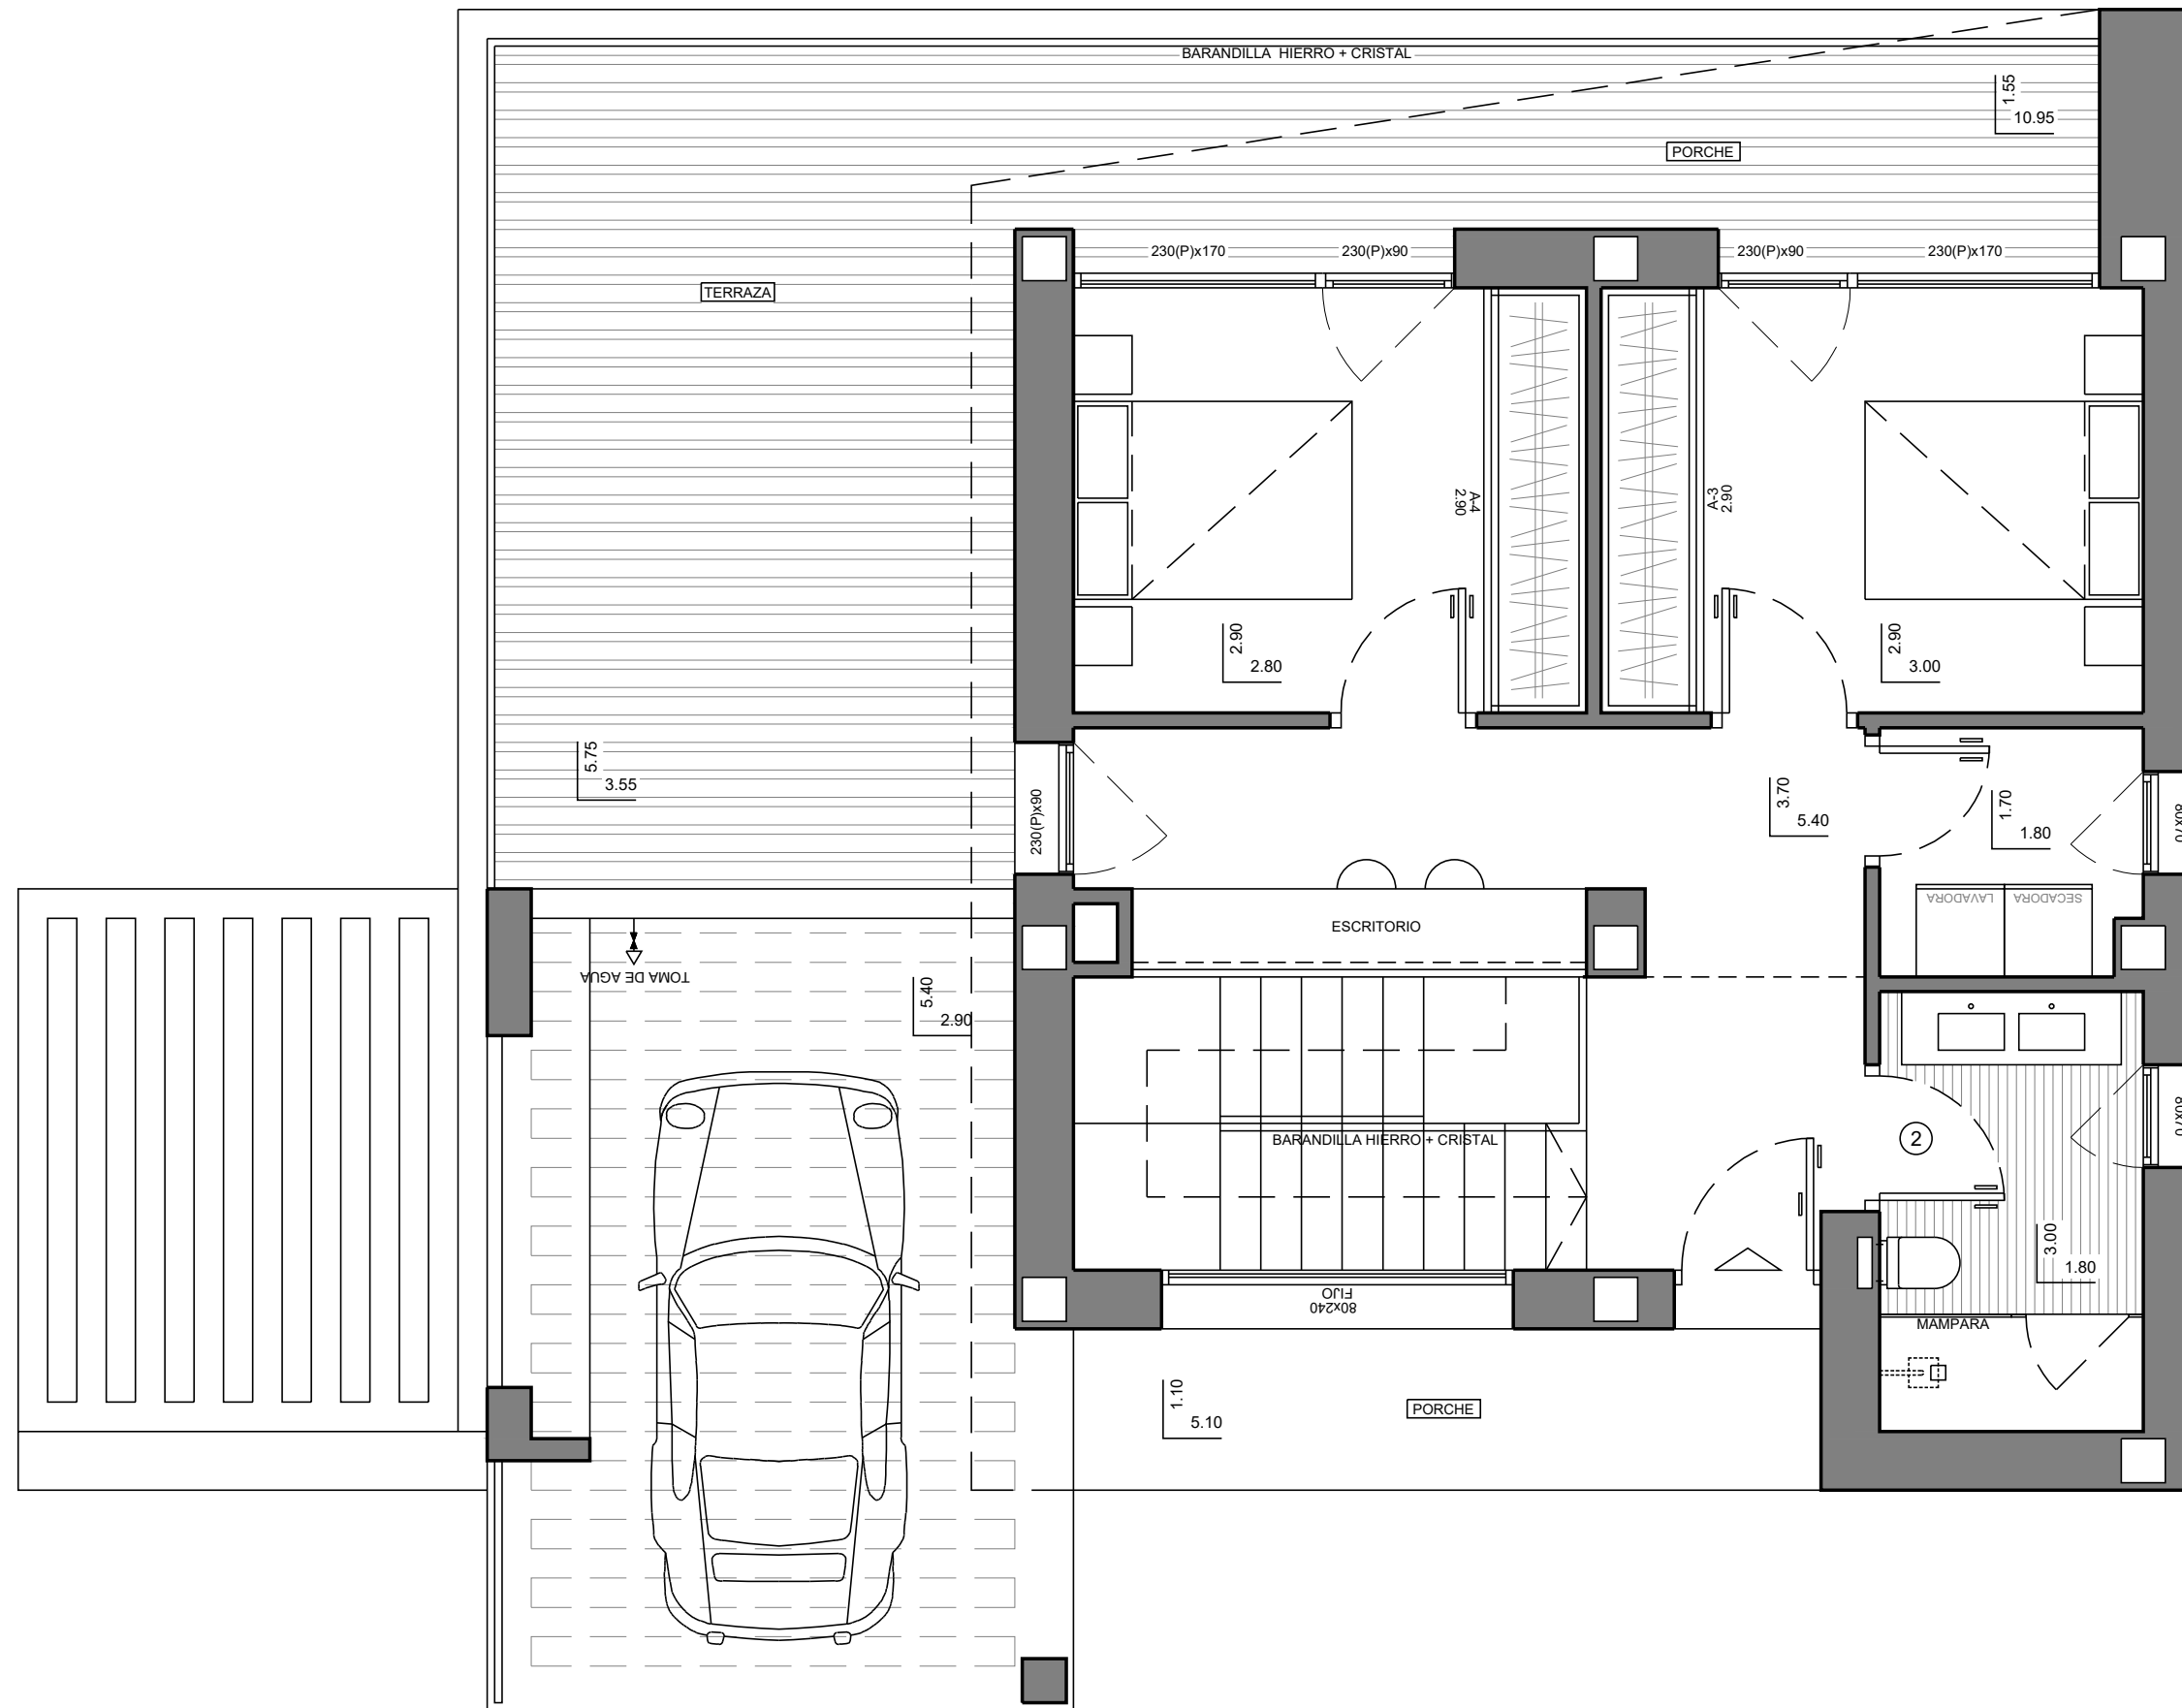 BARANDILLA HIERRO + CRISTAL
1.55
10.95
PORCHE
230(P)x170
230(P)x90
230(P)x90
230(P)x170
TERRAZA
A-4
2.90
A-3
2.90
2.90
2.80
2.90
3.00
5.75
3.55
230(P)x90
3.70
5.40
1.70
1.80
80x70
LAVADORA
SECADORA
ESCRITORIO
TOMA DE AGUA
5.40
2.90
BARANDILLA HIERRO + CRISTAL
2
80x70
3.00
1.80
80x240
FIJO
MAMPARA
1.10
5.10
PORCHE